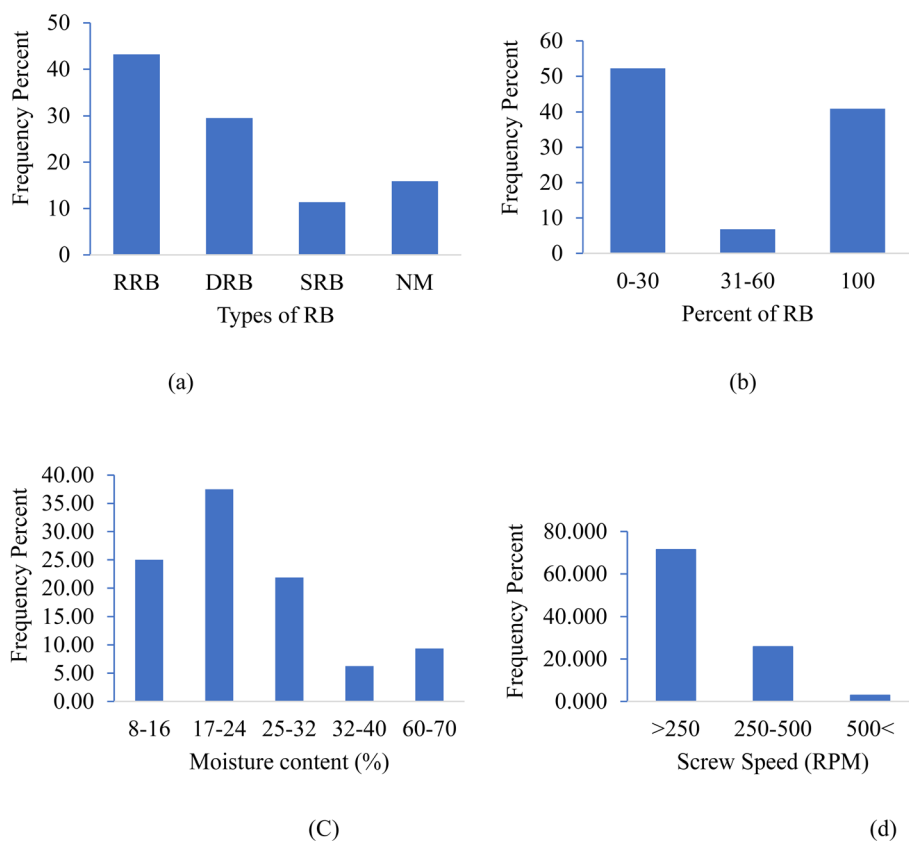 50
40
30
20
10
0
Frequency Percent
RRB DRB SRB NM
Types of RB
(a)
60
50
40
30
20
10
0
Frequency Percent
0-30 31-60 100
Percent of RB
(b)
40.00
35.00
30.00
25.00
20.00
15.00
10.00
5.00
0.00
Frequency Percent
8-16 17-24 25-32 32-40 60-70
Moisture content (%)
(C)
80.000
60.000
40.000
20.000
0.000
Frequency Percent
>250 250-500 500<
Screw Speed (RPM)
(d)